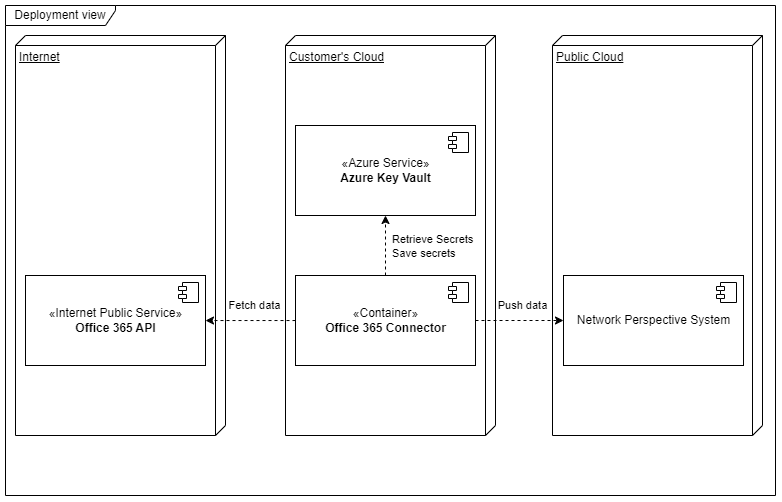 Deployment view
Internet
Customer's Cloud
Public Cloud
«Azure Service»
Azure Key Vault
Retrieve Secrets
Save secrets
«Internet Public Service»
Office 365 API
Fetch data
«Container»
Office 365 Connector
Push data
Network Perspective System